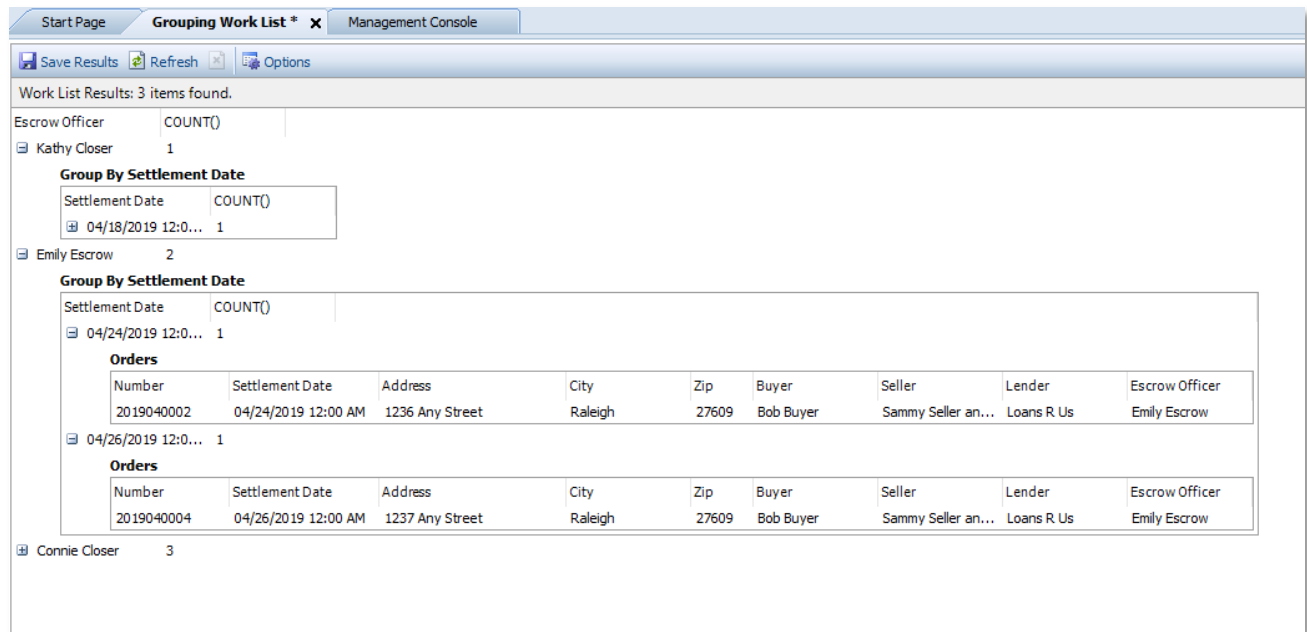 Start Page Grouping Work List * x Management Console
Save Results Refresh Options
Work List Results: 3 items found.
Escrow Officer COUNT()
Kathy Closer 1
Group By Settlement Date
Settlement Date COUNT()
04/18/2019 12:0... 1
Emily Escrow 2
Group By Settlement Date
Settlement Date COUNT()
04/24/2019 12:0... 1
Orders
Number Settlement Date Address City Zip Buyer Seller Lender Escrow Officer
2019040002 04/24/2019 12:00 AM 1236 Any Street Raleigh 27609 Bob Buyer Sammy Seller an... Loans R Us Emily Escrow
04/26/2019 12:0... 1
Orders
Number Settlement Date Address City Zip Buyer Seller Lender Escrow Officer
2019040004 04/26/2019 12:00 AM 1237 Any Street Raleigh 27609 Bob Buyer Sammy Seller an... Loans R Us Emily Escrow
Connie Closer 3